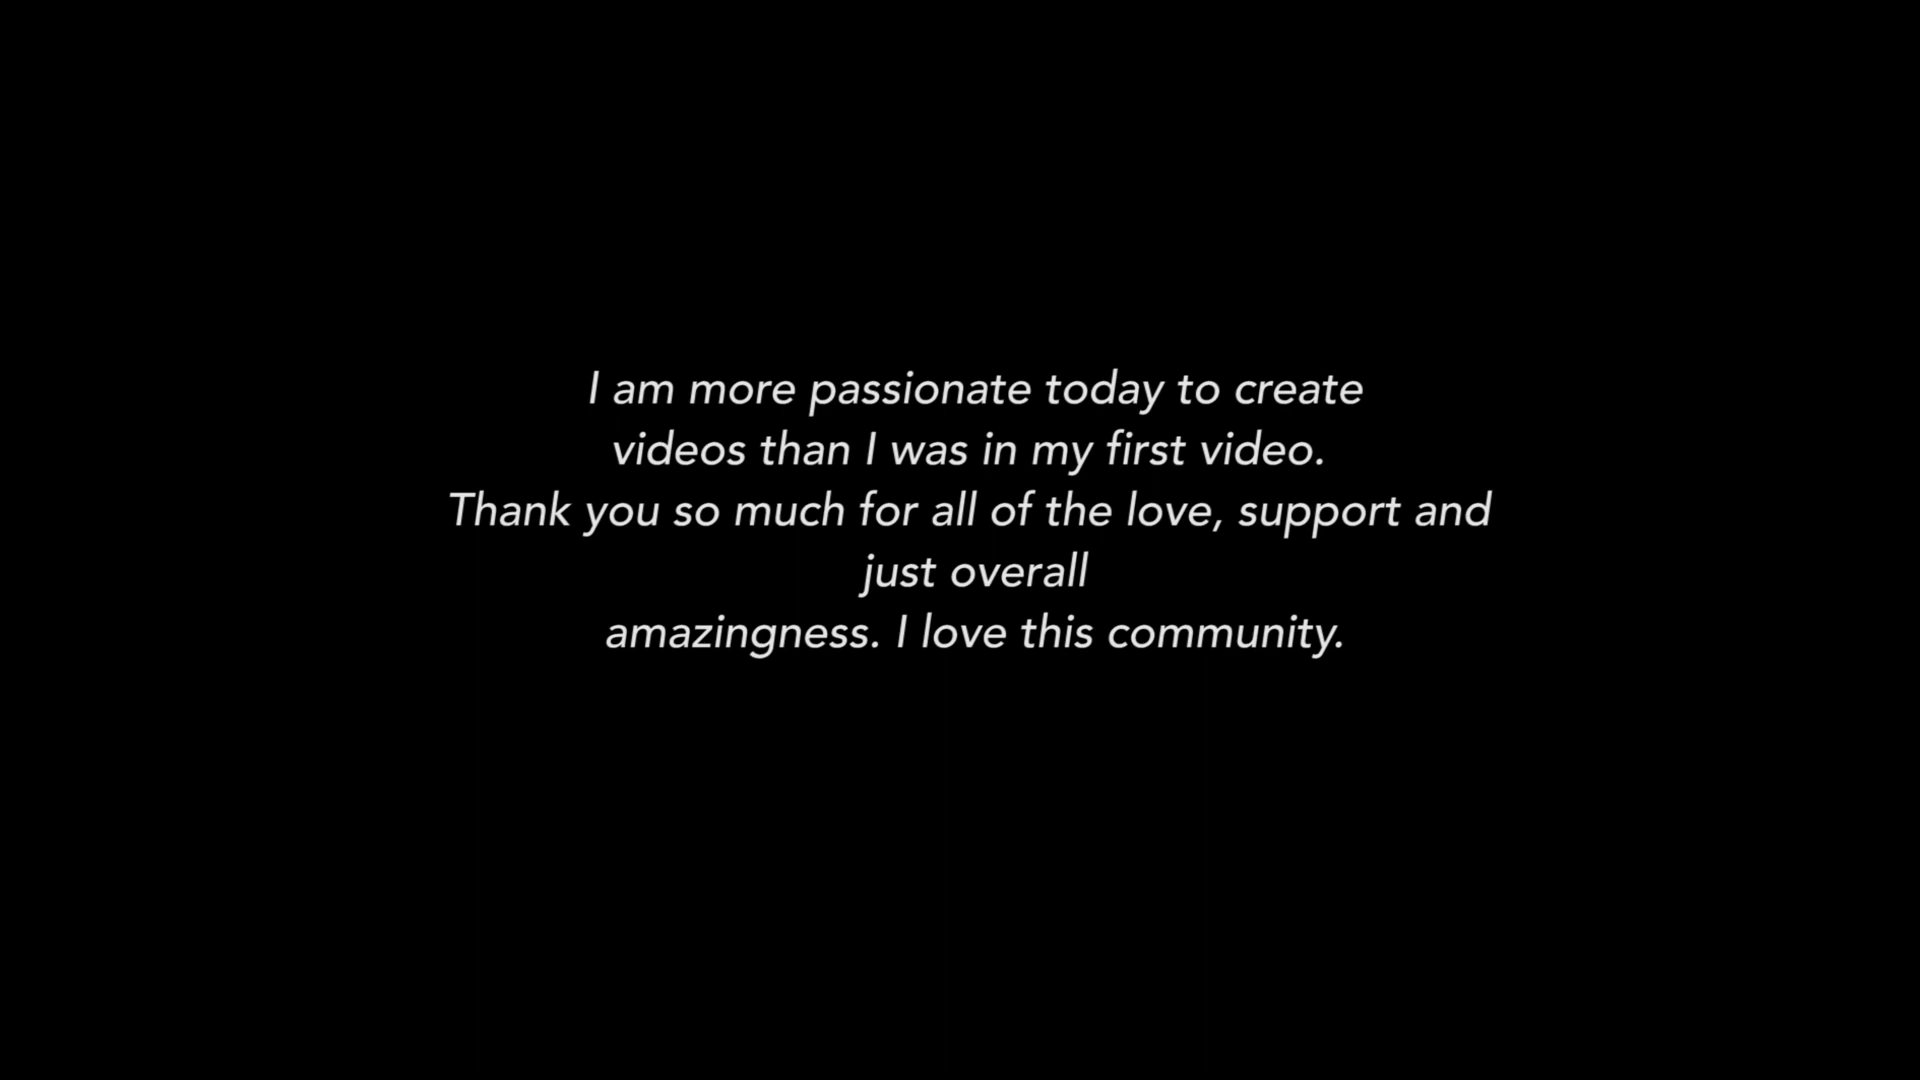 I am more passionate today to create
videos than I was in my first video.
Thank you so much for all of the love, support and
just overall
amazingness. I love this community.